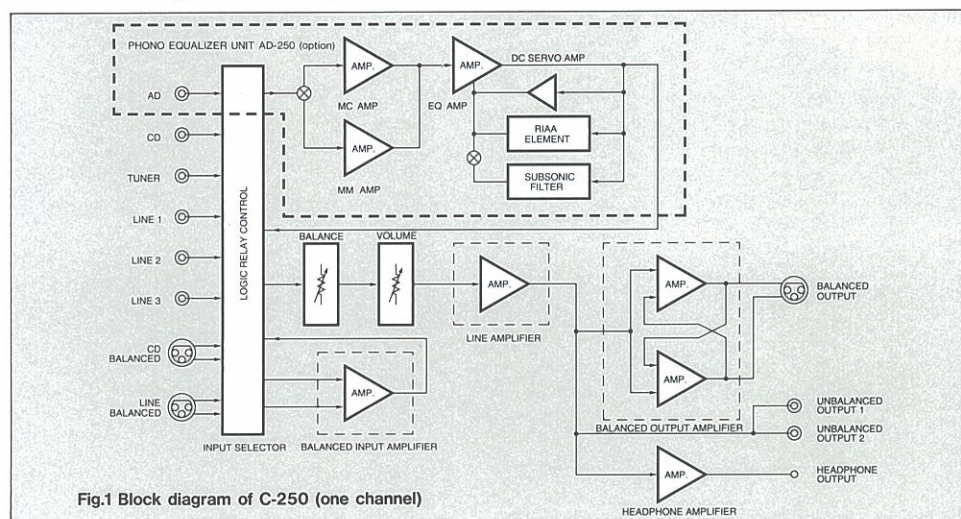 PHONO EQUALIZER UNIT AD-250 (option)
AD
CD
TUNER
LINE 1
LINE 2
LINE 3
CD
BALANCED
LINE
BALANCED
LOGIC RELAY CONTROL
INPUT SELECTOR
AMP.
MC AMP
AMP.
MM AMP
AMP.
EQ AMP
DC SERVO AMP
RIAA
ELEMENT
SUBSONIC
FILTER
BALANCE
VOLUME
AMP.
LINE AMPLIFIER
AMP.
BALANCED INPUT AMPLIFIER
AMP.
AMP.
BALANCED OUTPUT AMPLIFIER
BALANCED
OUTPUT
UNBALANCED
OUTPUT 1
UNBALANCED
OUTPUT 2
AMP.
HEADPHONE AMPLIFIER
HEADPHONE
OUTPUT
Fig.1 Block diagram of C-250 (one channel)